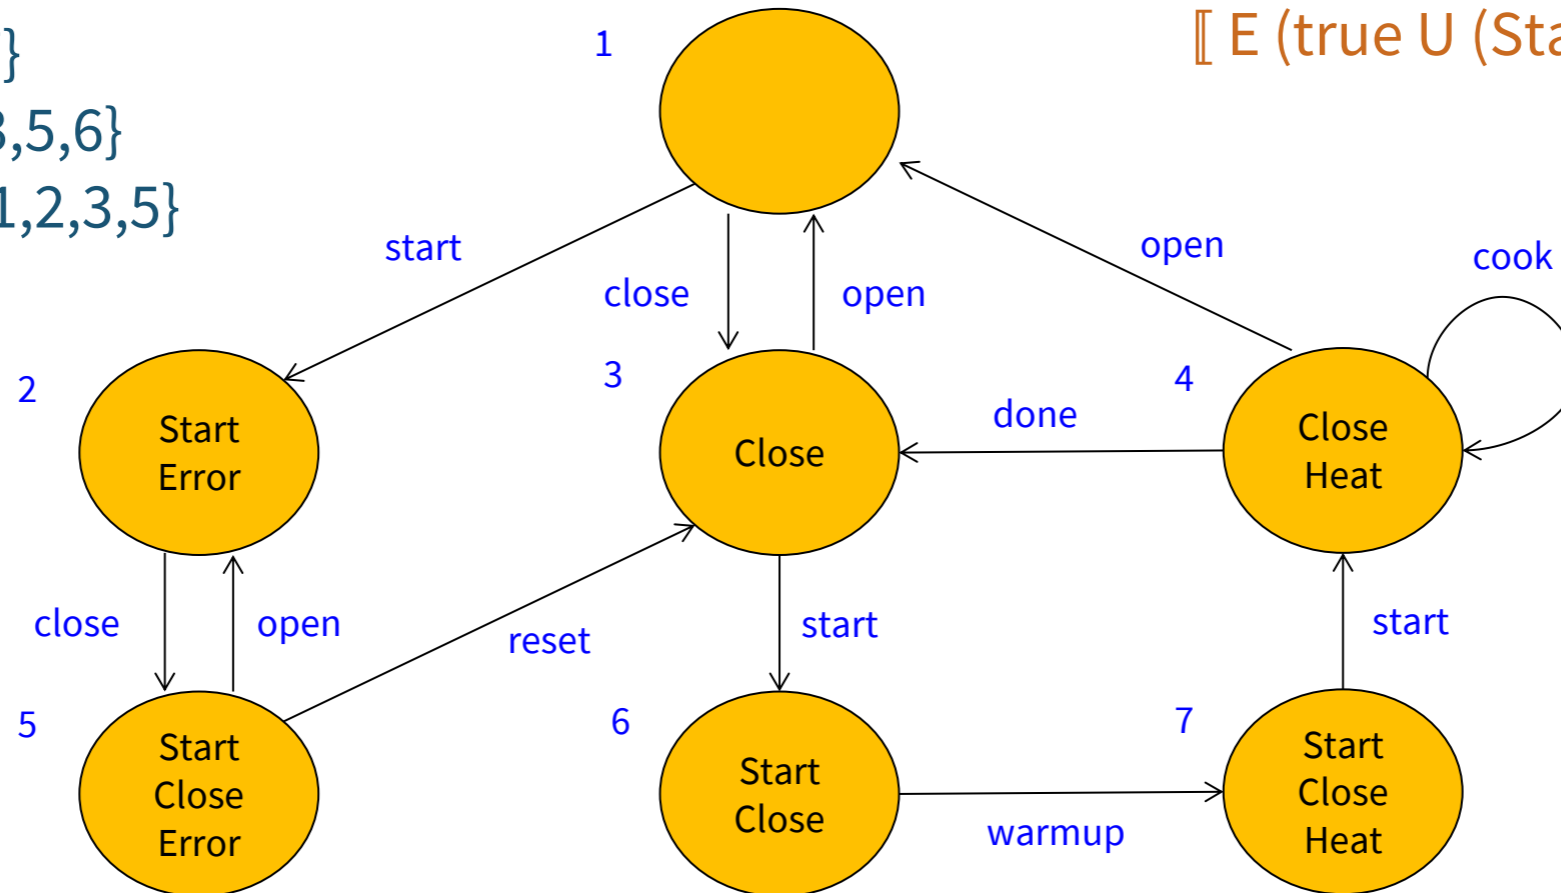 }
,5,6}
1,2,3,5}
⟦ E (true U (Sta
1
start
close
open
open
cook
2
Start
Error
3
Close
done
4
Close
Heat
close
open
reset
start
start
5
Start
Close
Error
6
Start
Close
warmup
7
Start
Close
Heat